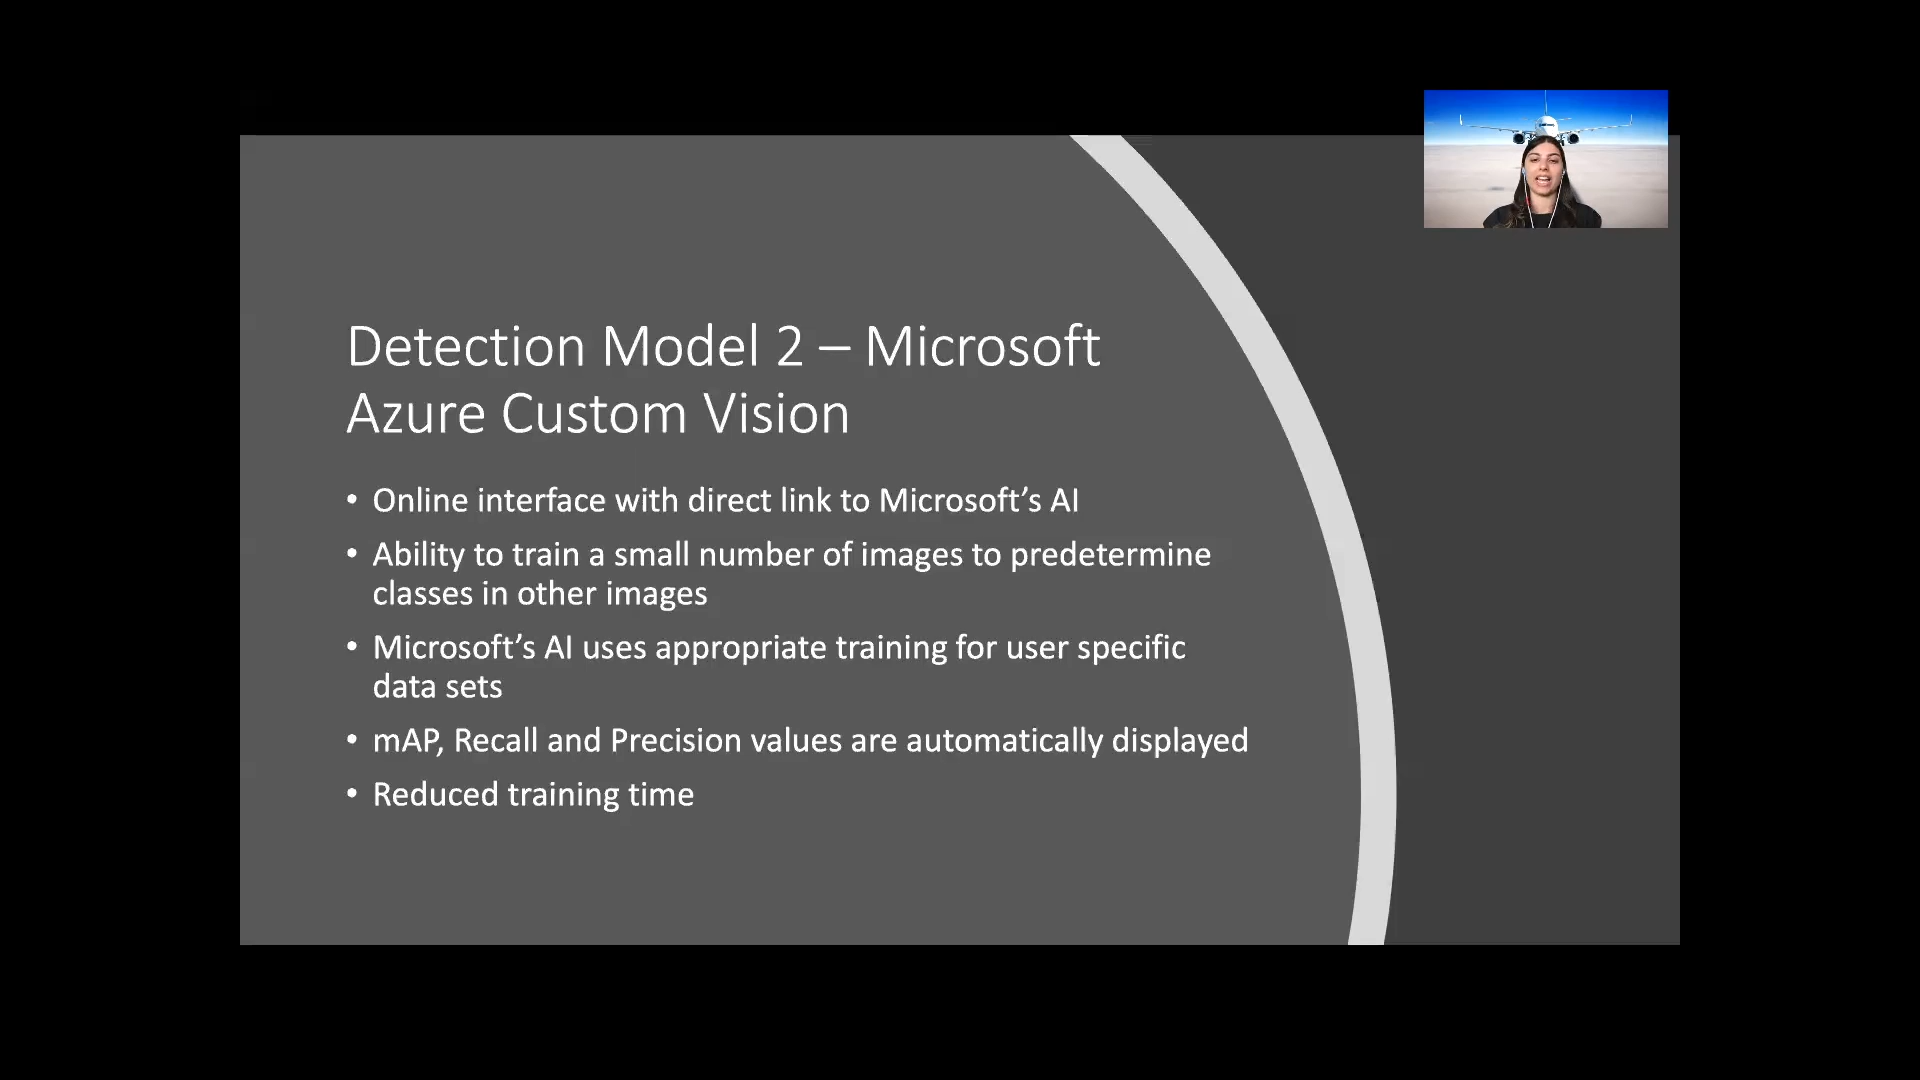 Detection Model 2 – Microsoft
Azure Custom Vision
• Online interface with direct link to Microsoft’s AI
• Ability to train a small number of images to predetermine
classes in other images
• Microsoft’s AI uses appropriate training for user specific
data sets
• mAP, Recall and Precision values are automatically displayed
• Reduced training time